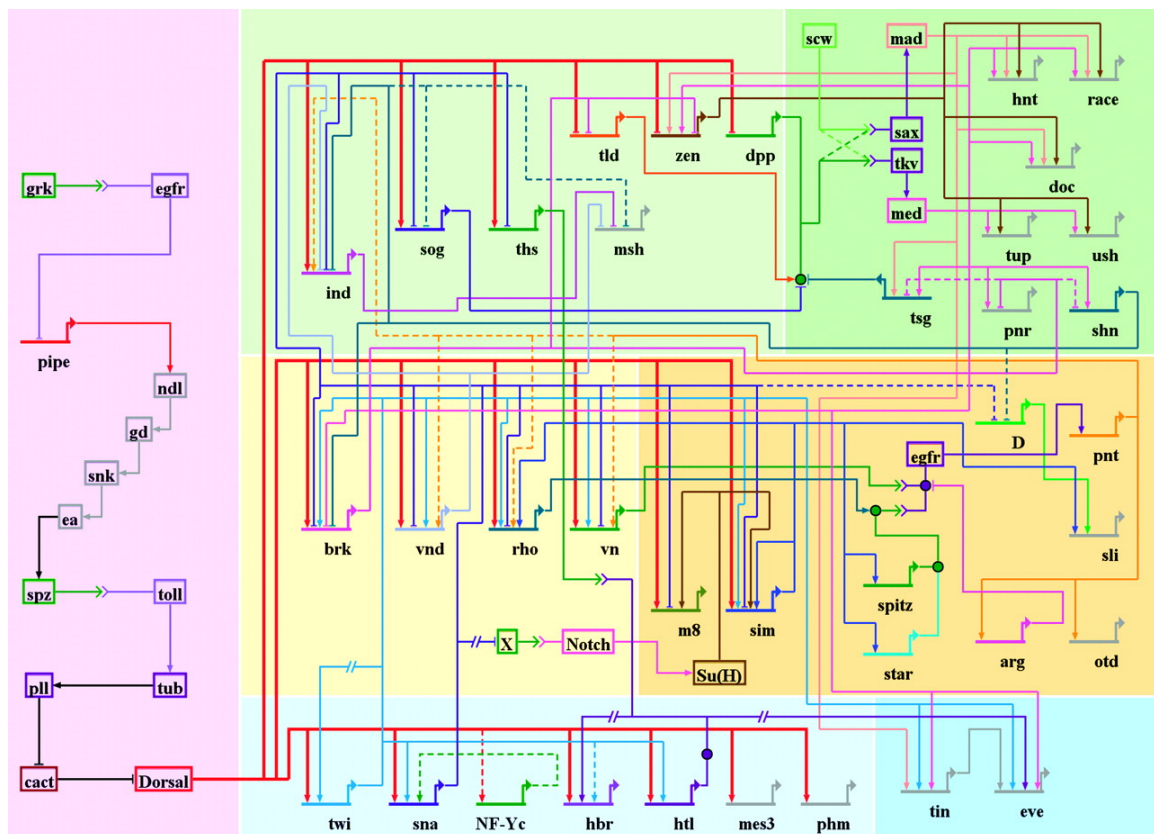 scw
mad
hnt
race
tld
zen
dpp
sax
tkv
doc
grk
egfr
med
sog
ths
msh
tup
ush
ind
tsg
pnr
shn
pipe
ndl
gd
D
pnt
egfr
snk
ea
brk
vnd
rho
vn
sli
spz
toll
spitz
m8
sim
X
Notch
Su(H)
star
arg
otd
pll
tub
cact
Dorsal
twi
sna
NF-Yc
hbr
htl
mes3
phm
tin
eve